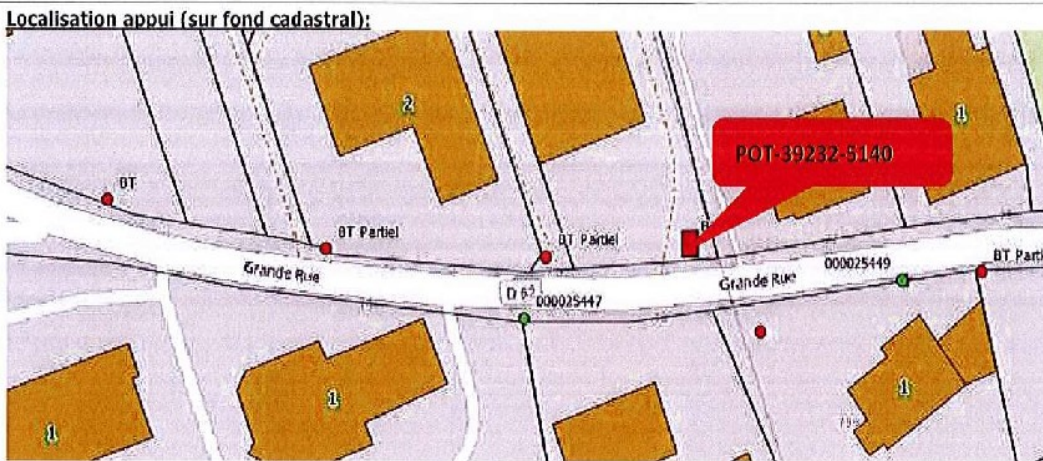 Localisation appui (sur fond cadastral):
2
1
POT-39232-5140
BT
BT Partiel
BT Partiel
Grande Rue
D 62
000025447
Grande Rue
000025449
BT Parti
1
1
1